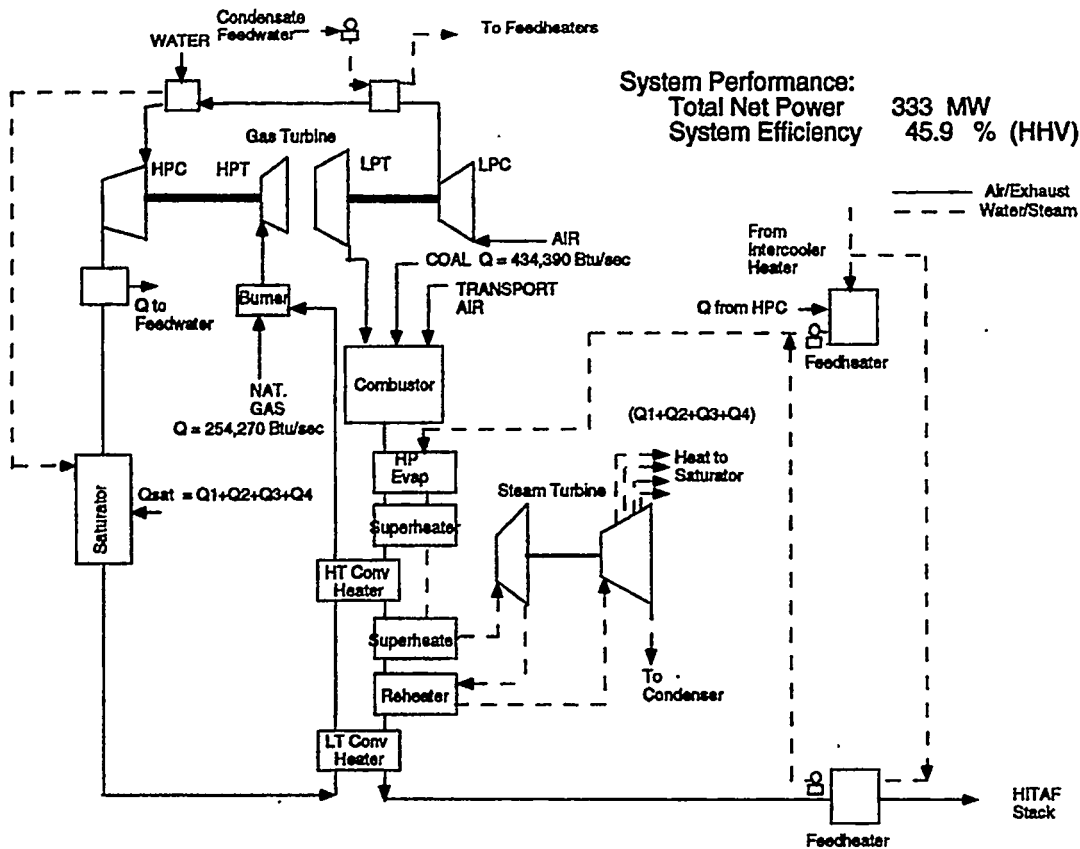 Condensate
Feedwater
To Feedheaters
WATER
System Performance:
Total Net Power 333 MW
System Efficiency 45.9 % (HHV)
Gas Turbine
HPC
HPT
LPT
LPC
Air/Exhaust
Water/Steam
AIR
COAL Q = 434,390 Btu/sec
TRANSPORT
AIR
From
Intercooler
Heater
Q from HPC
Feedheater
Q to
Feedwater
Burner
NAT.
GAS
Q = 254,270 Btu/sec
Combustor
(Q1+Q2+Q3+Q4)
HP
Evap
Heat to
Saturator
Steam Turbine
Saturator
Qsat = Q1+Q2+Q3+Q4
Superheater
HT Conv
Heater
Superheate
Reheater
To
Condenser
LT Conv
Heater
HITAF
Stack
Feedheater